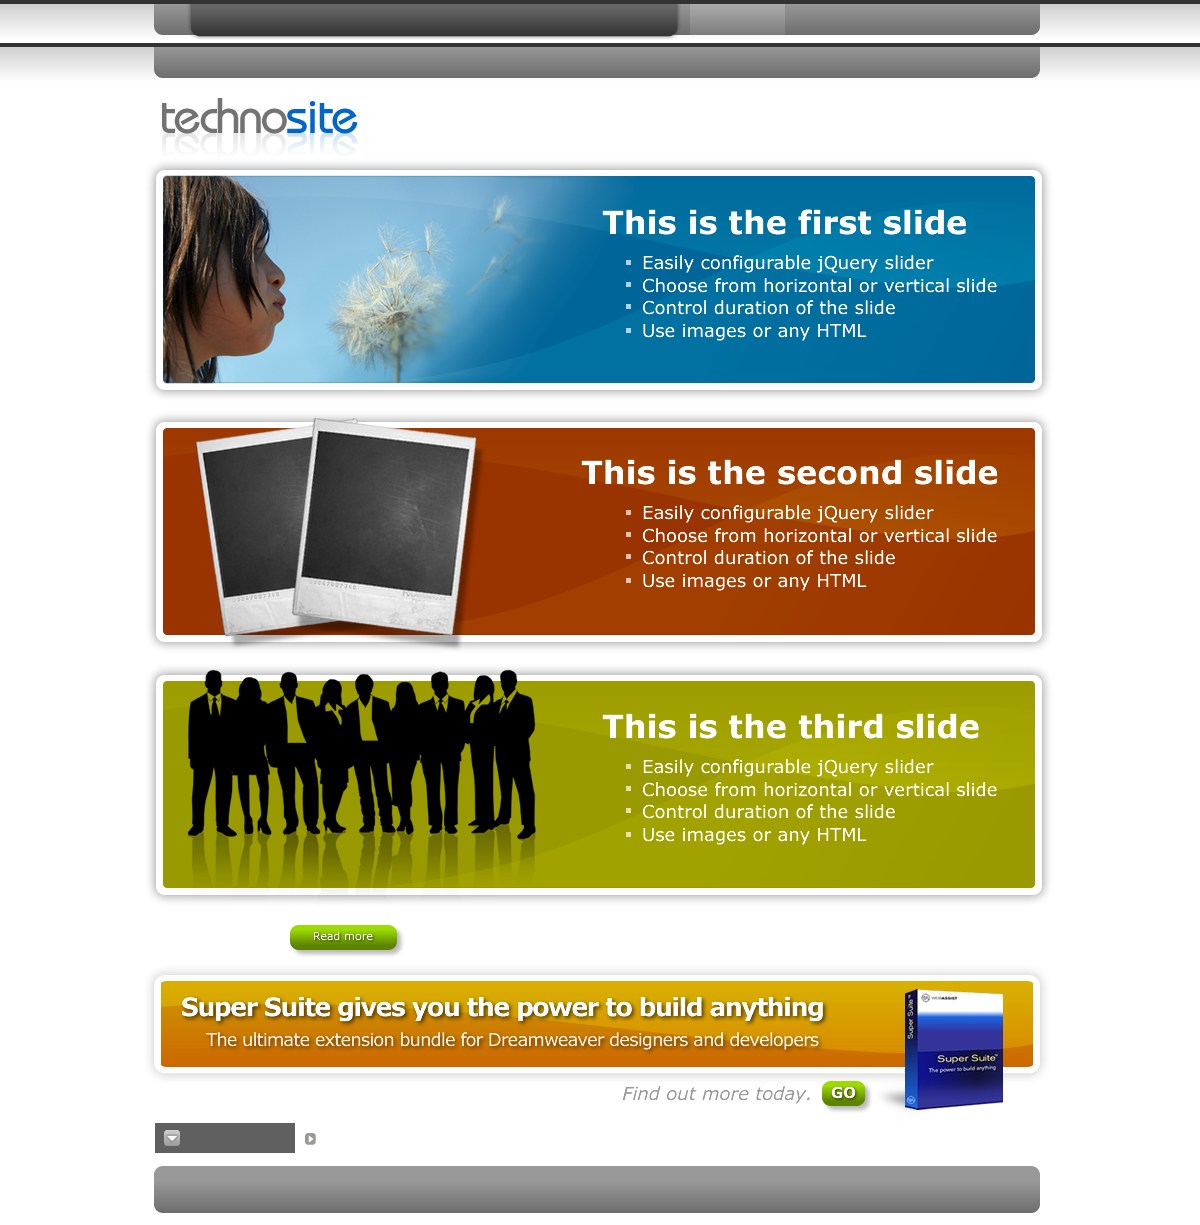 technosite
This is the first slide
Easily configurable jQuery slider
Choose from horizontal or vertical slide
Control duration of the slide
Use images or any HTML
This is the second slide
Easily configurable jQuery slider
Choose from horizontal or vertical slide
Control duration of the slide
Use images or any HTML
This is the third slide
Easily configurable jQuery slider
Choose from horizontal or vertical slide
Control duration of the slide
Use images or any HTML
Read more
Super Suite gives you the power to build anything
The ultimate extension bundle for Dreamweaver designers and developers
WEBASSIST
Super Suite™
Super Suite™
The power to build anything
Find out more today. GO